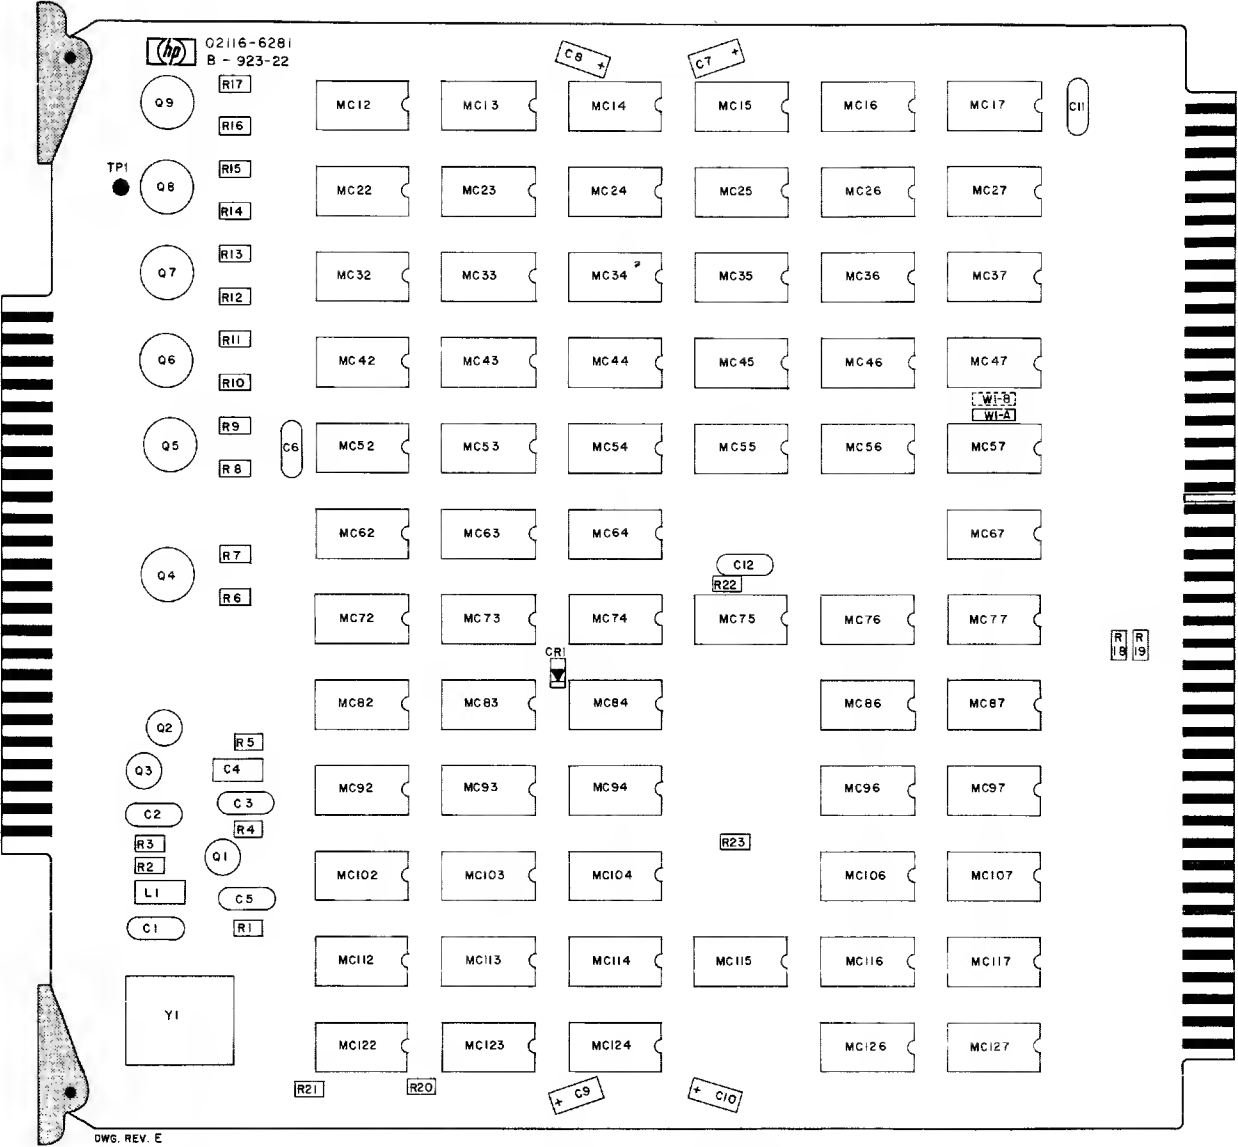 hp 02116-6281
B - 923-22
C8 +
C7 +
Q9
R17
R16
MC12 MC13 MC14 MC15 MC16 MC17
C11
TP1
Q8
R15
R14
MC22 MC23 MC24 MC25 MC26 MC27
Q7
R13
R12
MC32 MC33 MC34 MC35 MC36 MC37
Q6
R11
R10
MC42 MC43 MC44 MC45 MC46 MC47
W1-B
W1-A
Q5
R9
R8
C6
MC52 MC53 MC54 MC55 MC56 MC57
MC62 MC63 MC64 MC67
Q4
R7
R6
C12
R22
MC72 MC73 MC74 MC75 MC76 MC77
R
18
R
19
CR1
MC82 MC83 MC84 MC86 MC87
Q2
R5
Q3
C4
MC92 MC93 MC94 MC96 MC97
C2
C3
R4
R3
R2
Q1
R23
MC102 MC103 MC104 MC106 MC107
L1
C5
C1
R1
MC112 MC113 MC114 MC115 MC116 MC117
Y1
MC122 MC123 MC124 MC126 MC127
R21
R20
+ C9
+ C10
DWG. REV. E